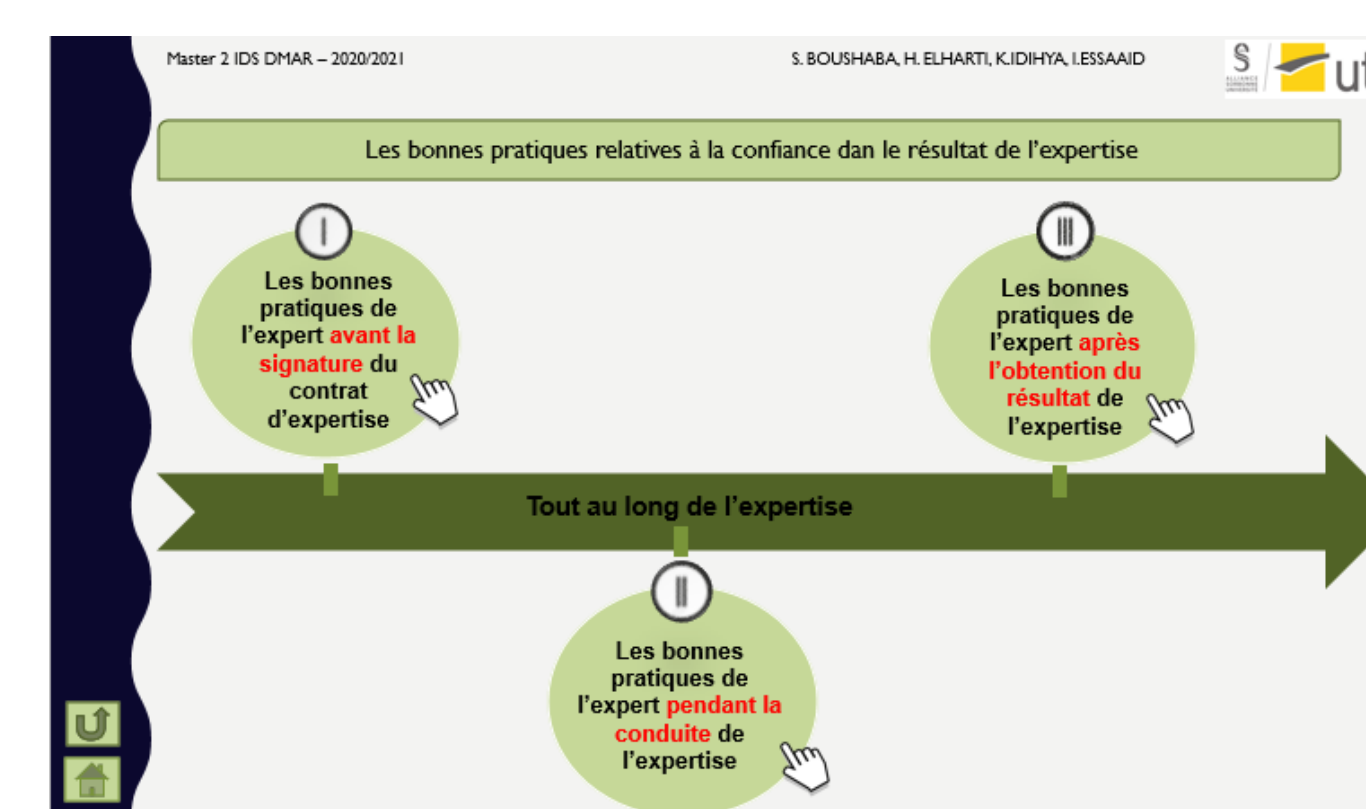 Master 2 IDS DMAR – 2020/2021
S. BOUSHABA, H. ELHARTI, K.IDIHYA, I.ESSAAID
Les bonnes pratiques relatives à la confiance dan le résultat de l'expertise
I
Les bonnes
pratiques de
l'expert avant la
signature du
contrat
d'expertise
III
Les bonnes
pratiques de
l'expert après
l'obtention du
résultat de
l'expertise
Tout au long de l'expertise
II
Les bonnes
pratiques de
l'expert pendant la
conduite de
l'expertise